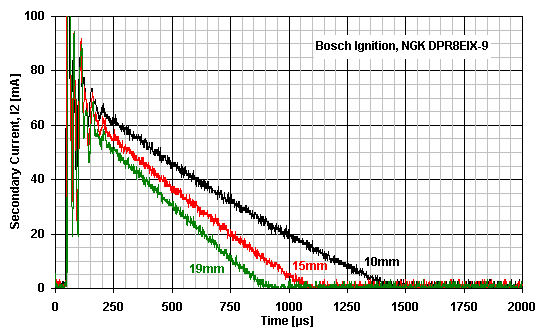 100
Bosch Ignition, NGK DPR8EIX-9
80
60
40
20
0
Secondary Current, I2 [mA]
19mm
15mm
10mm
0 250 500 750 1000 1250 1500 1750 2000
Time [µs]